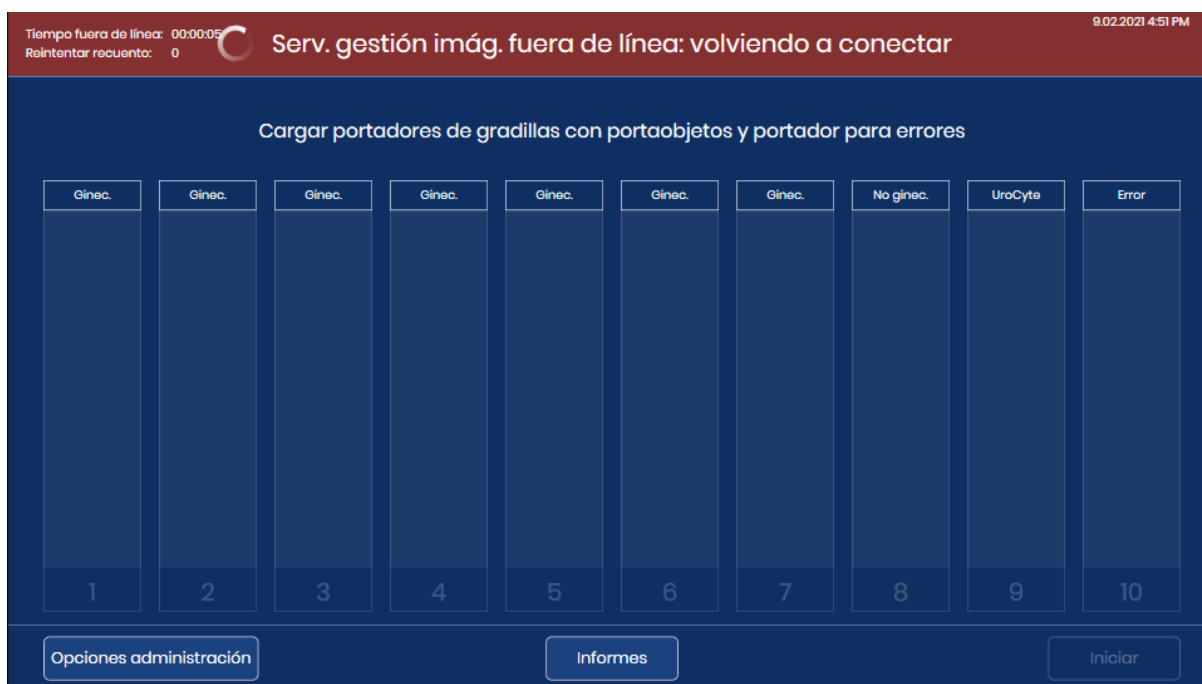 Tiempo fuera de línea: 00:00:05
Reintentar recuento: 0
Serv. gestión imág. fuera de línea: volviendo a conectar
9.02.2021 4:51 PM
Cargar portadores de gradillas con portaobjetos y portador para errores
Ginec. Ginec. Ginec. Ginec. Ginec. Ginec. Ginec. No ginec. UroCyte Error
1 2 3 4 5 6 7 8 9 10
Opciones administración Informes Iniciar